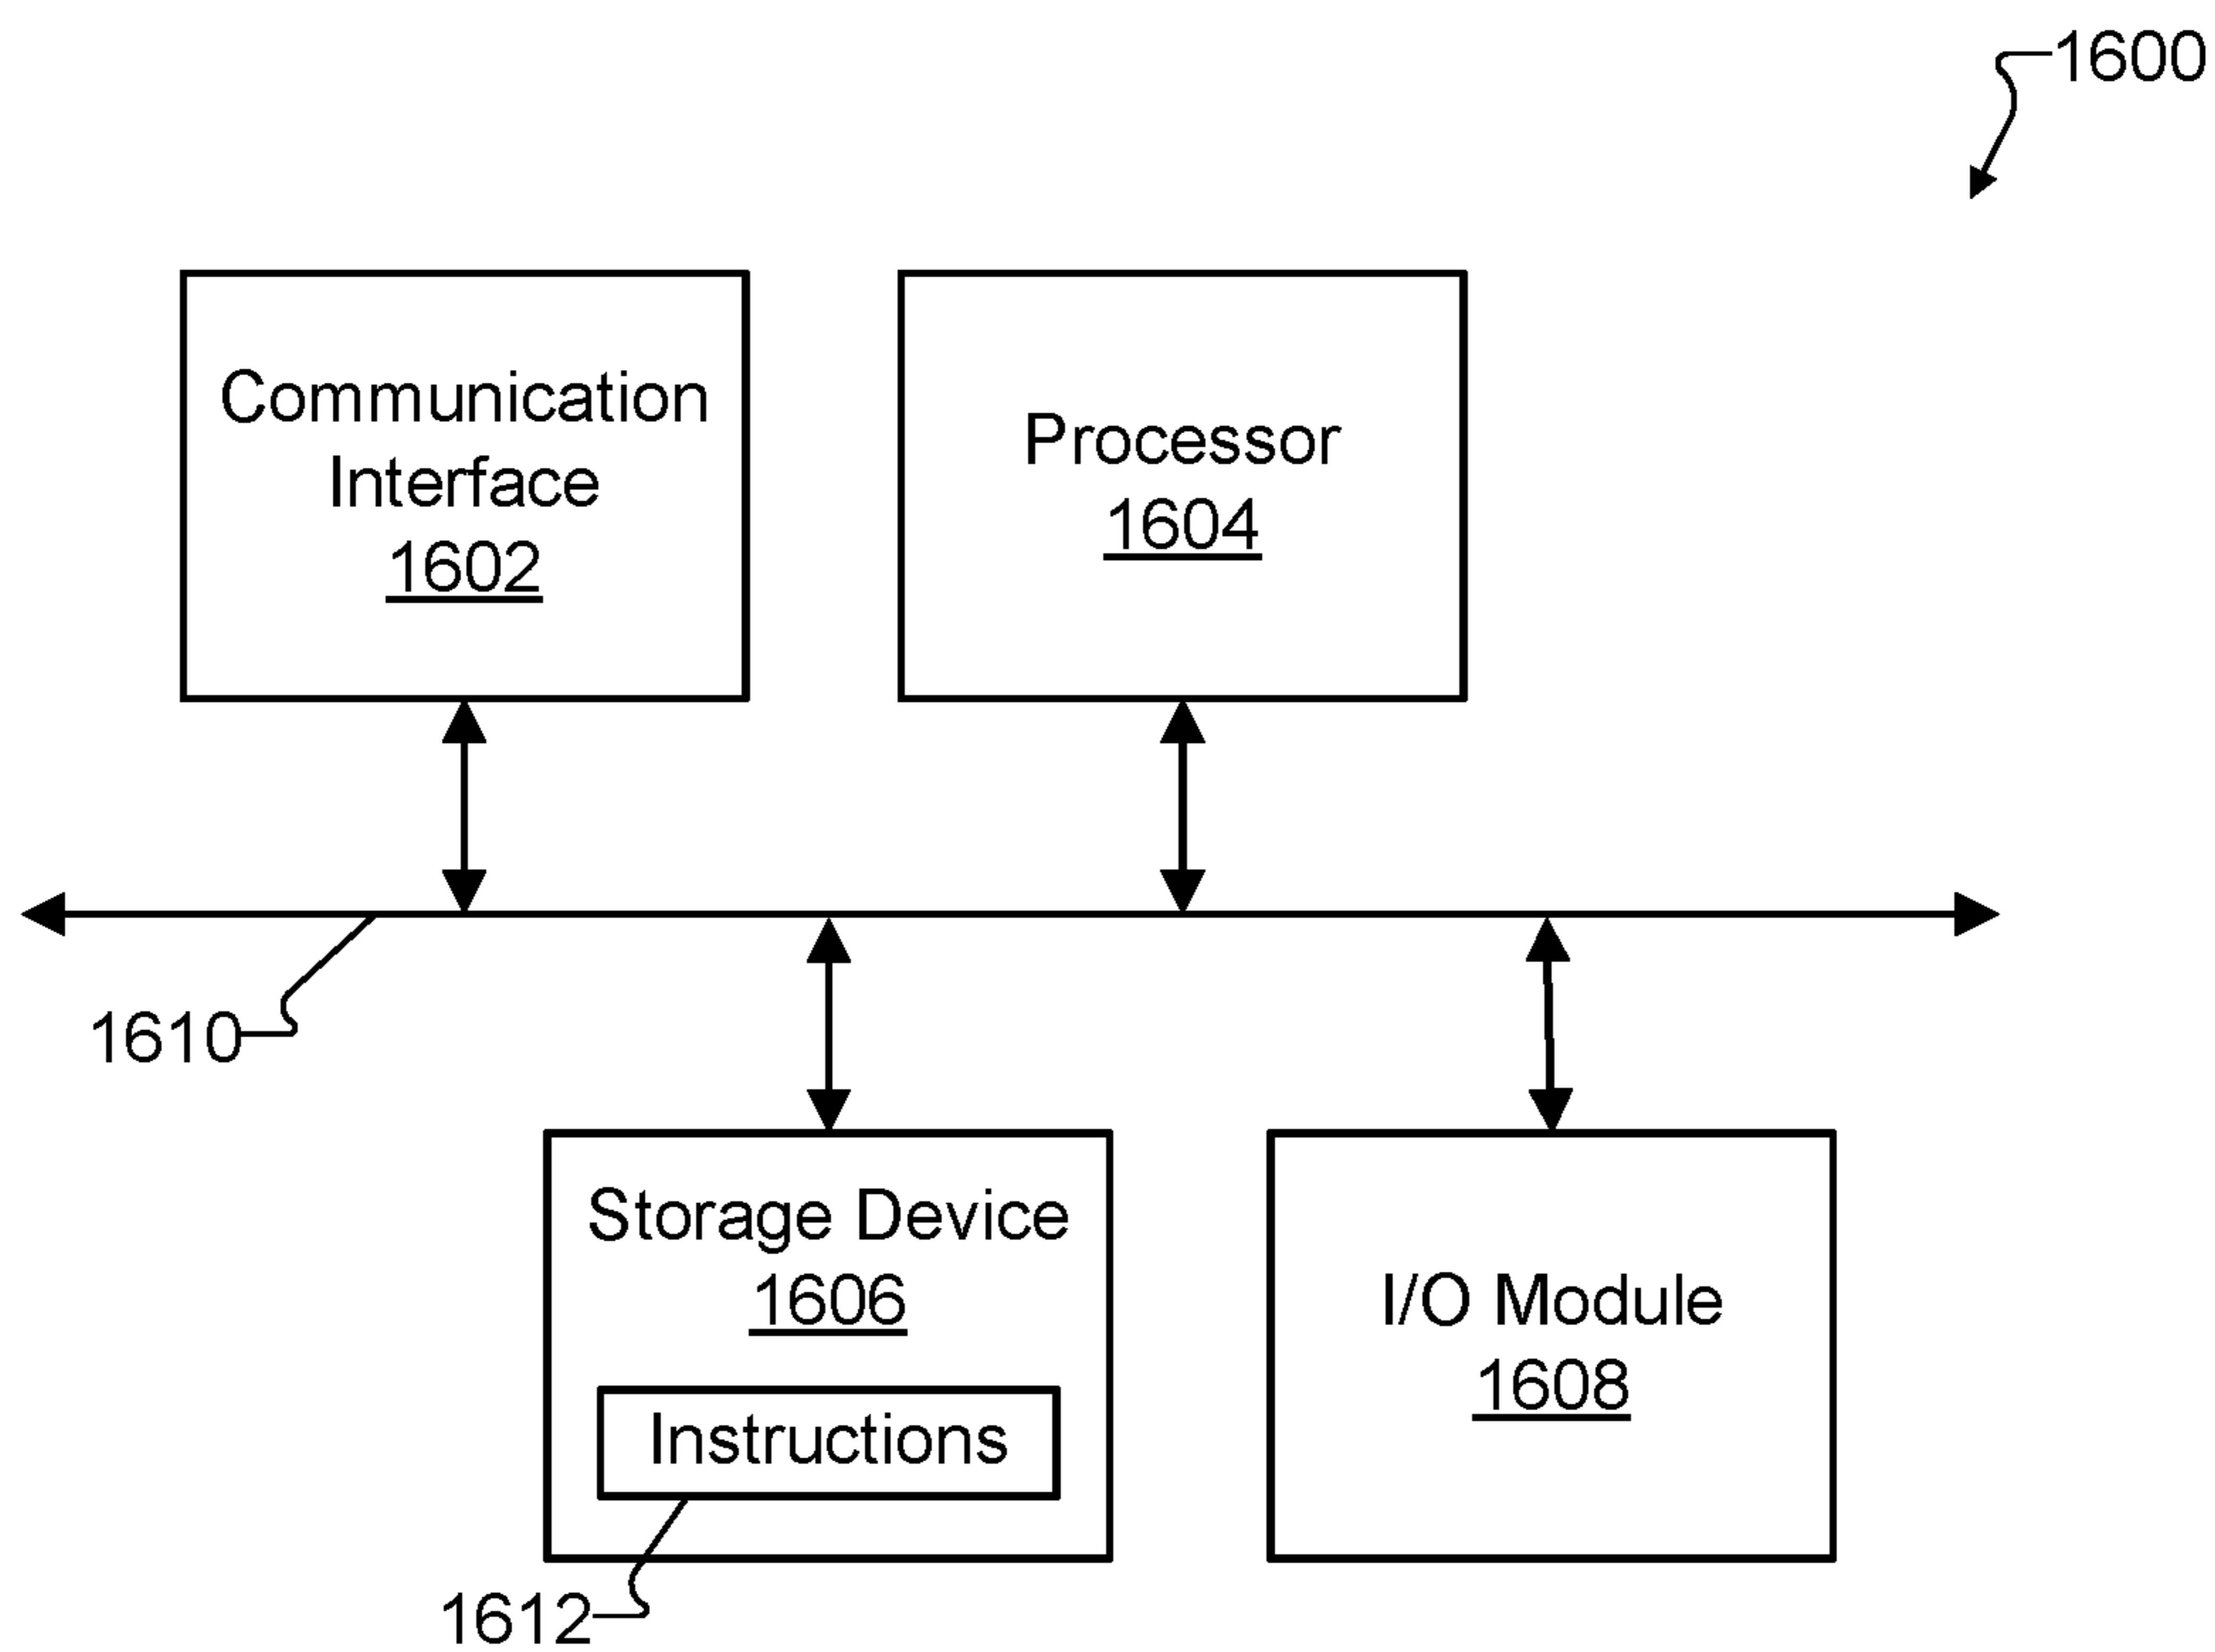 1600
Communication
Interface
1602
Processor
1604
1610
Storage Device
1606
Instructions
1612
I/O Module
1608